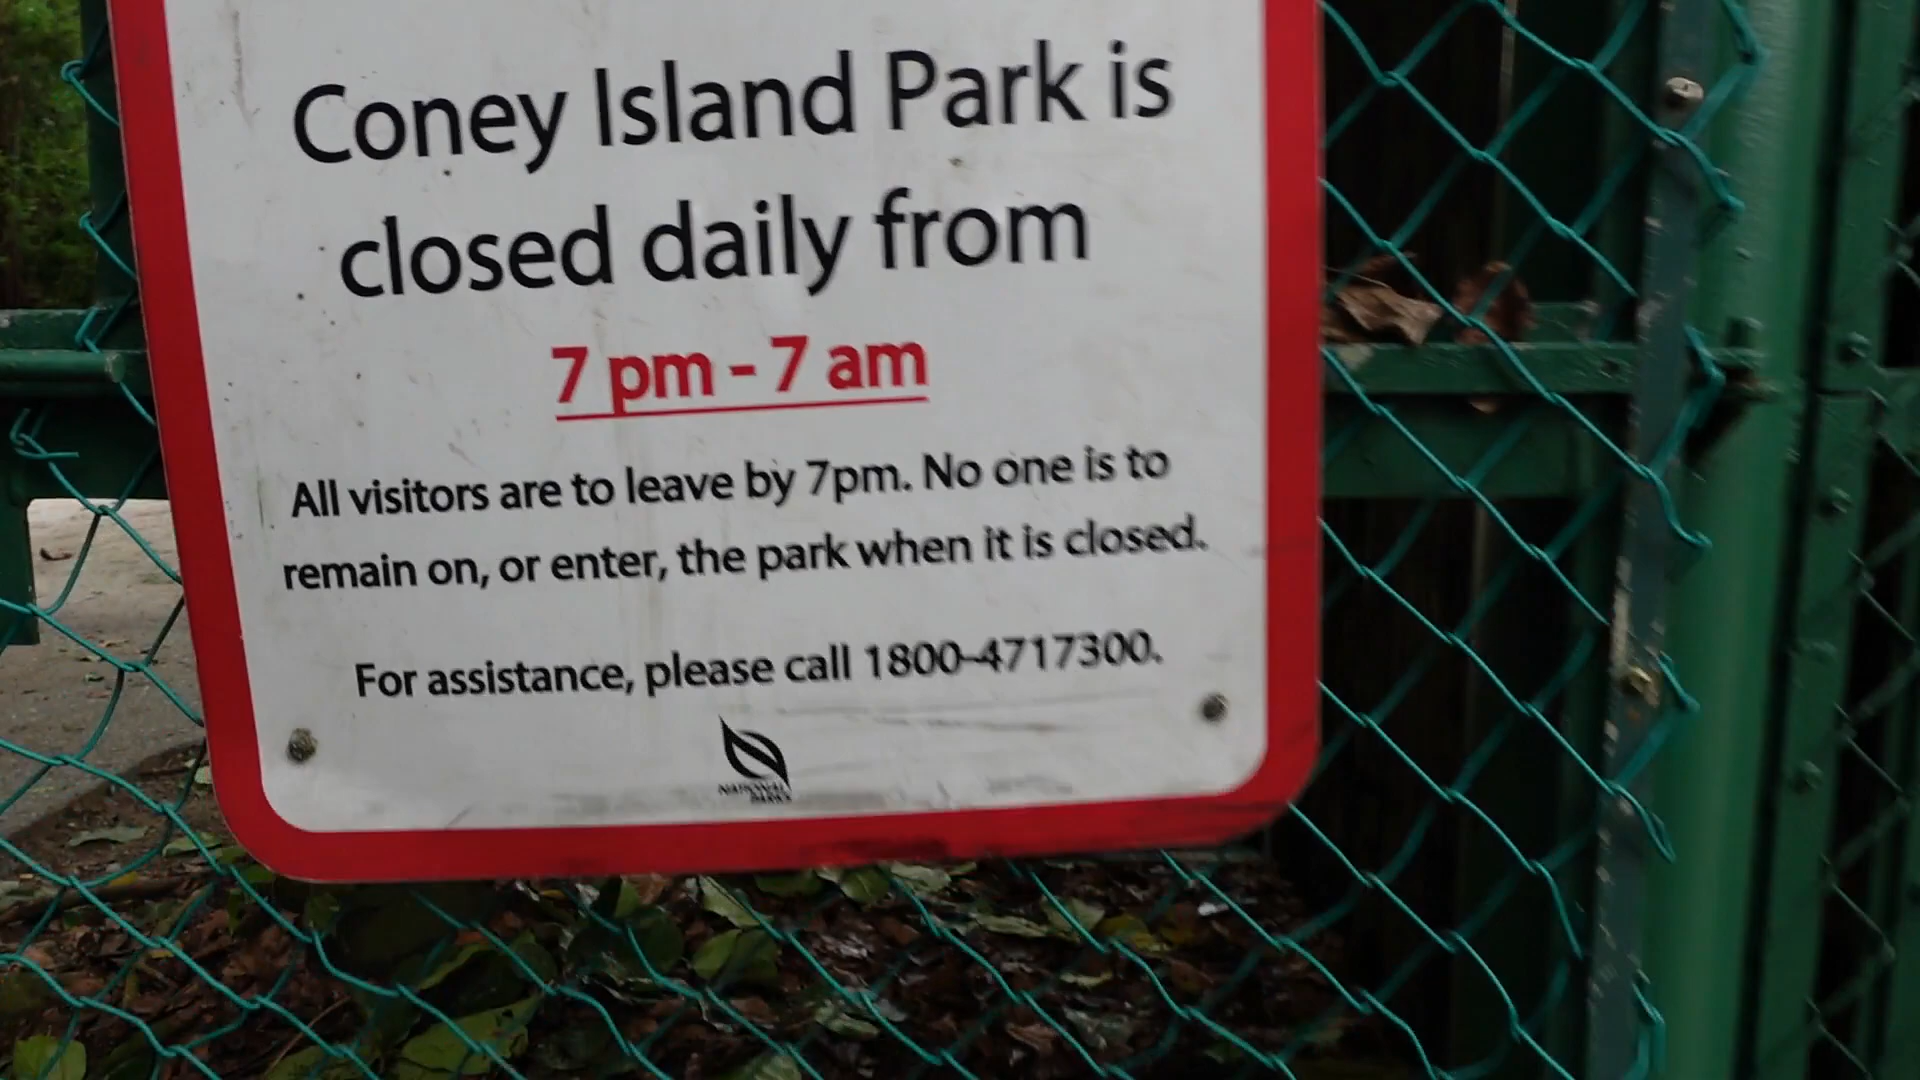 Coney Island Park is
closed daily from
7 pm - 7 am
All visitors are to leave by 7pm. No one is to
remain on, or enter, the park when it is closed.
For assistance, please call 1800-4717300.
NATIONAL
PARKS